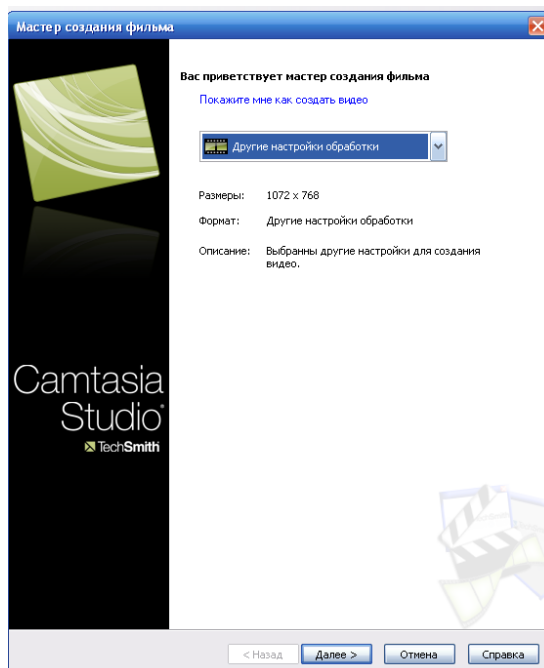 Мастер создания фильма
Вас приветствует мастер создания фильма
Покажите мне как создать видео
Другие настройки обработки
Размеры: 1072 x 768
Формат: Другие настройки обработки
Описание: Выбранны другие настройки для создания
видео.
Camtasia
Studio®
TechSmith
< Назад Далее > Отмена Справка